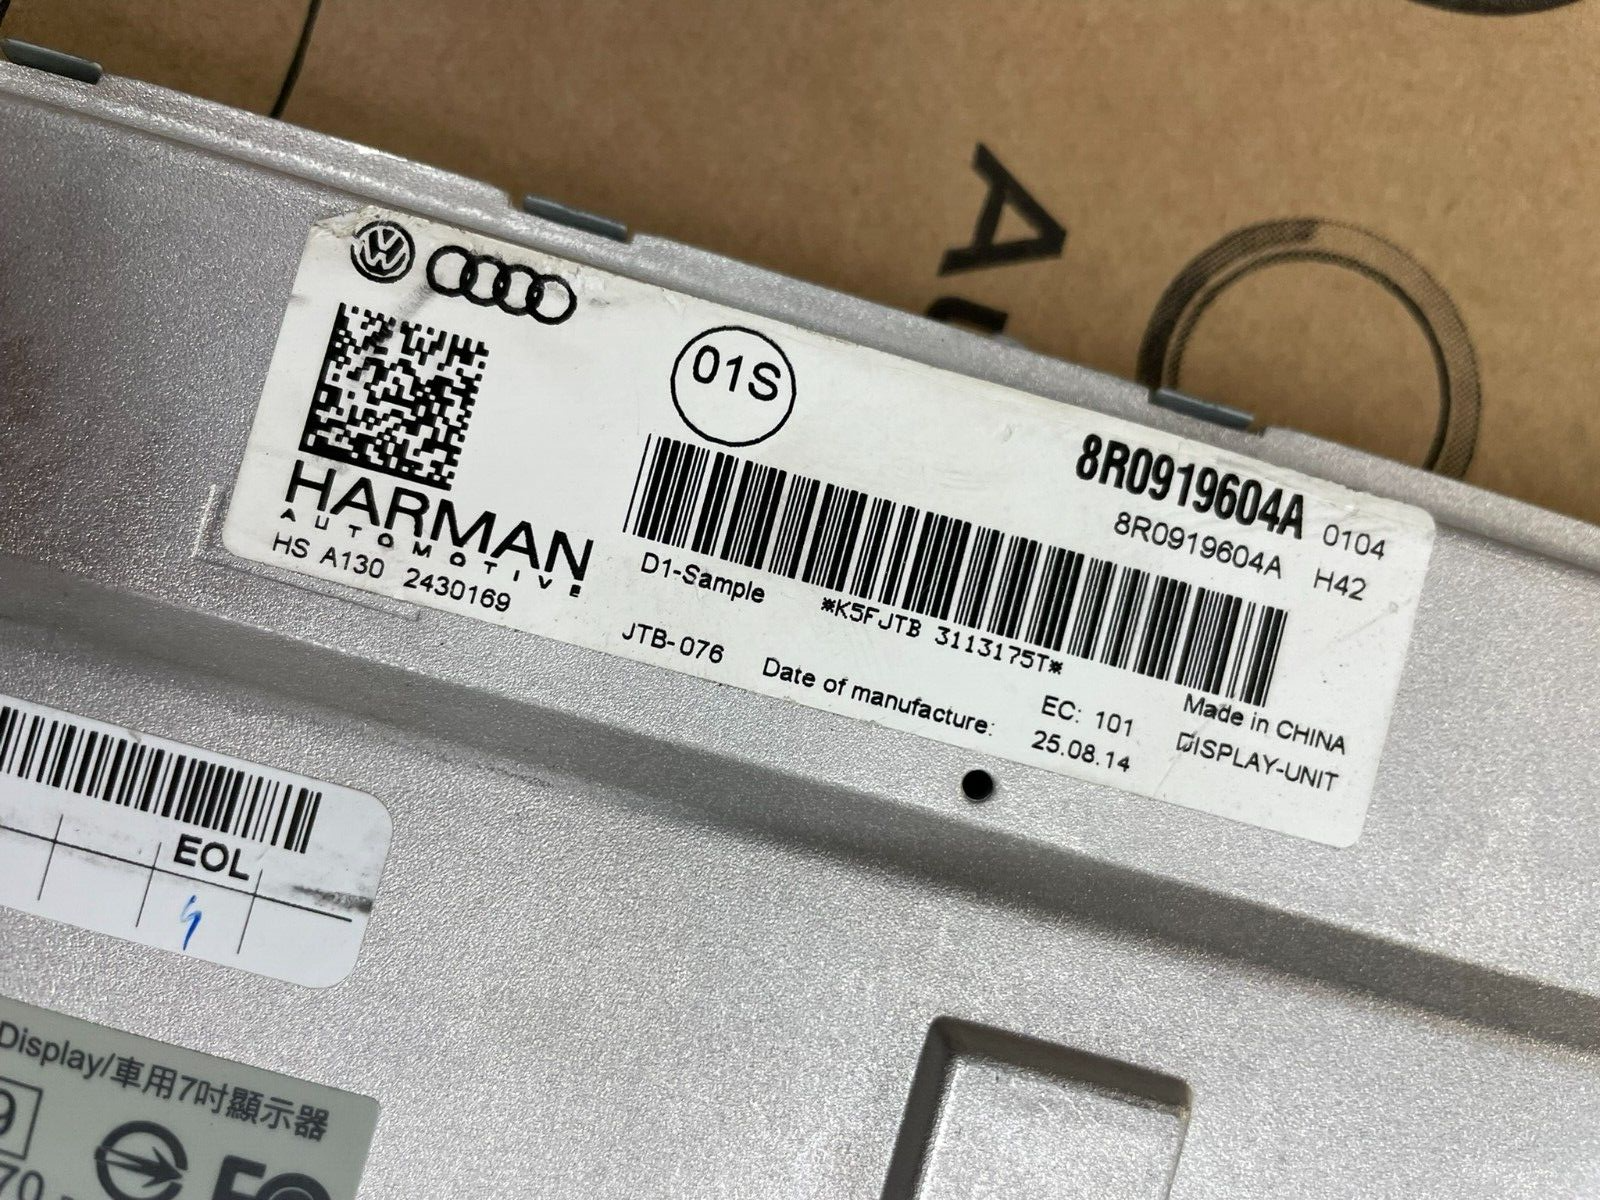 A
01S
8R0919604A 0104
8R0919604A H42
HARMAN
AUTOMOTIVE
HS A130 2430169
D1-Sample
*K5FJTB 3113175T*
JTB-076
Date of manufacture:
EC: 101
25.08.14
Made in CHINA
DISPLAY-UNIT
EOL
Display/車用7吋顯示器
9
70